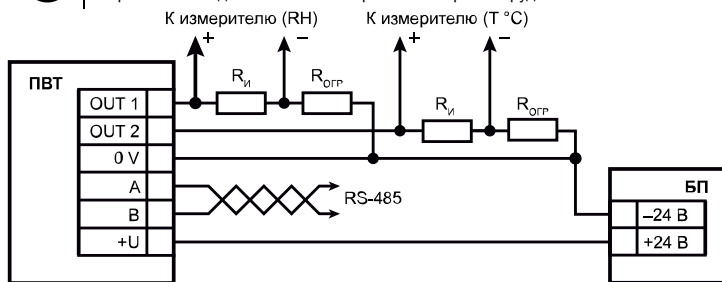 К измерителю (RH)
К измерителю (T °C)
+
–
+
–
ПВТ
Rи
Rогр
OUT 1
Rи
Rогр
OUT 2
0 V
БП
A
RS-485
–24 В
B
+24 В
+U